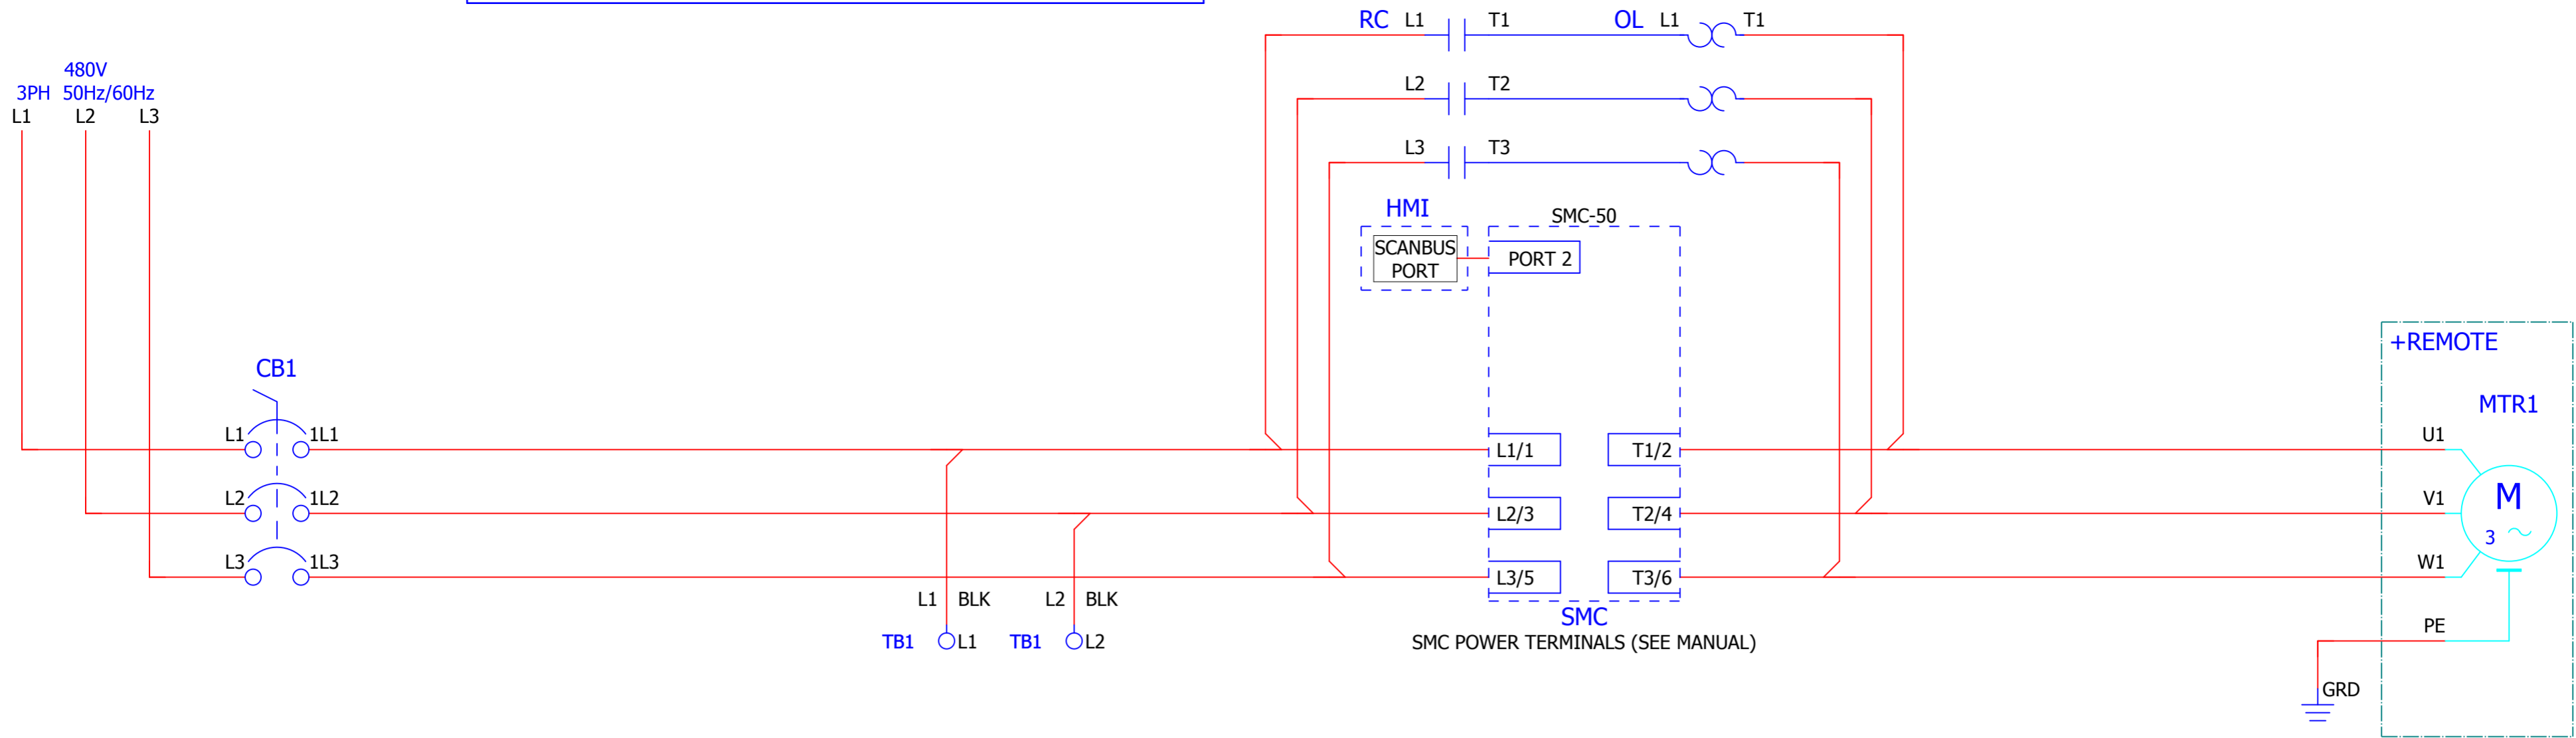 RC L1 T1 OL L1 T1
480V
3PH 50Hz/60Hz
L1 L2 L3
L2 T2
L3 T3
HMI SMC-50
SCANBUS
PORT
PORT 2
+REMOTE
CB1
MTR1
L1 1L1 L1/1 T1/2 U1
L2 1L2 L2/3 T2/4 V1
M
3
L3 1L3 L3/5 T3/6 W1
L1 BLK L2 BLK
SMC
PE
TB1 L1 TB1 L2
SMC POWER TERMINALS (SEE MANUAL)
GRD